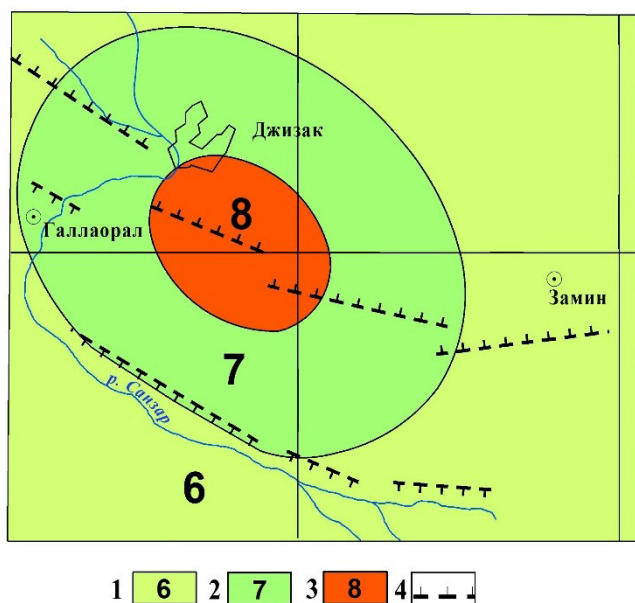 Джизак
8
Галлаорал
Замин
7
р. Санзар
6
1 6 2 7 3 8 4